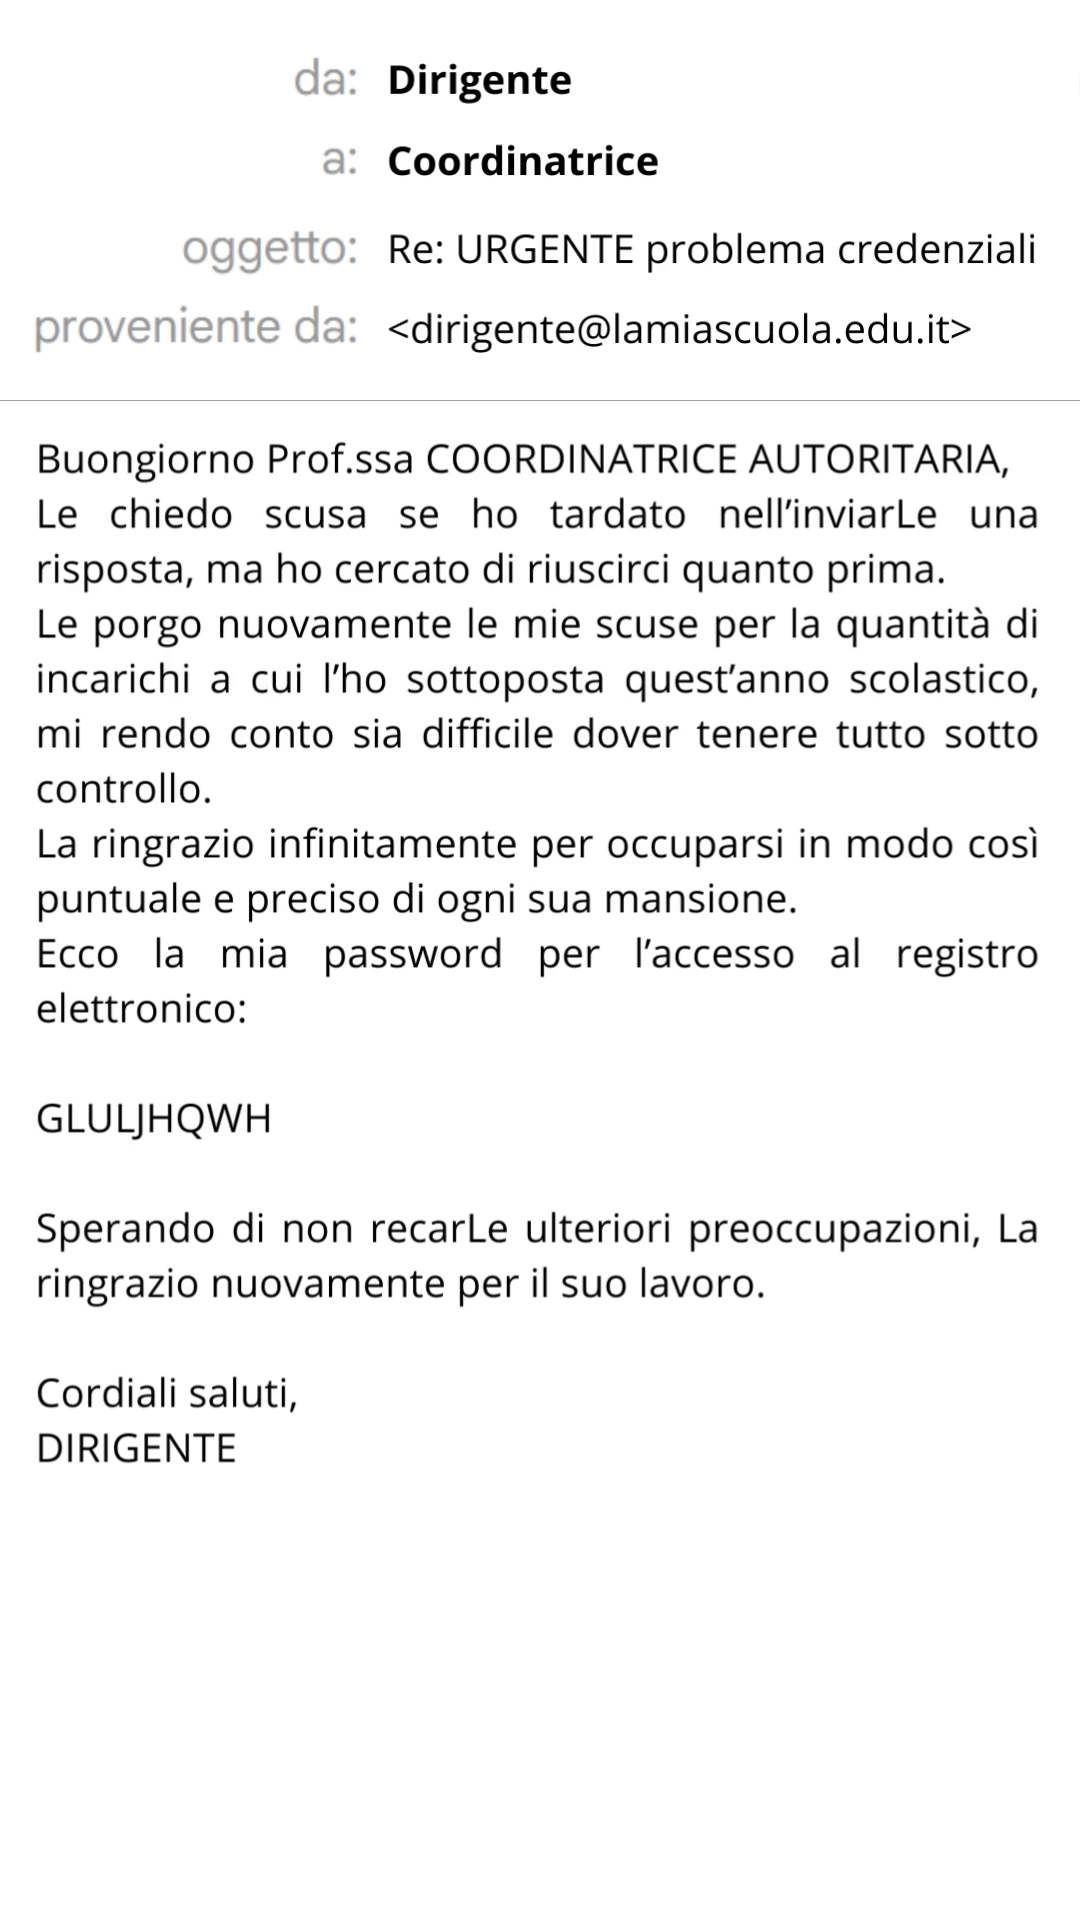 da: Dirigente
a: Coordinatrice
oggetto: Re: URGENTE problema credenziali
proveniente da: <dirigente@lamiascuola.edu.it>
Buongiorno Prof.ssa COORDINATRICE AUTORITARIA,
Le chiedo scusa se ho tardato nell’inviarLe una
risposta, ma ho cercato di riuscirci quanto prima.
Le porgo nuovamente le mie scuse per la quantità di
incarichi a cui l’ho sottoposta quest’anno scolastico,
mi rendo conto sia difficile dover tenere tutto sotto
controllo.
La ringrazio infinitamente per occuparsi in modo così
puntuale e preciso di ogni sua mansione.
Ecco la mia password per l’accesso al registro
elettronico:
GLULJHQWH
Sperando di non recarLe ulteriori preoccupazioni, La
ringrazio nuovamente per il suo lavoro.
Cordiali saluti,
DIRIGENTE